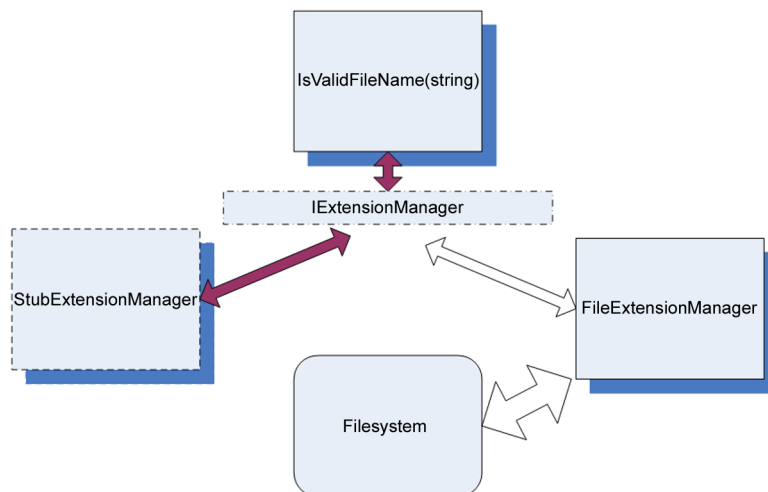 IsValidFileName(string)
IExtensionManager
StubExtensionManager
FileExtensionManager
Filesystem